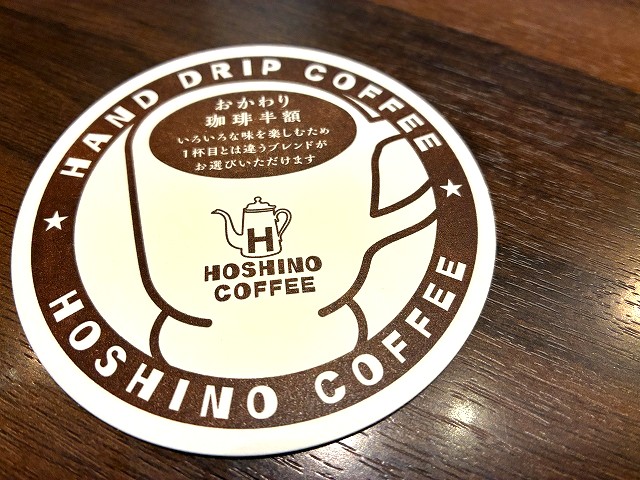 HAND DRIP COFFEE
おかわり
珈琲半額
いろいろな味を楽しむため
1杯目とは違うブレンドが
お選びいただけます
H
HOSHINO
COFFEE
HOSHINO COFFEE